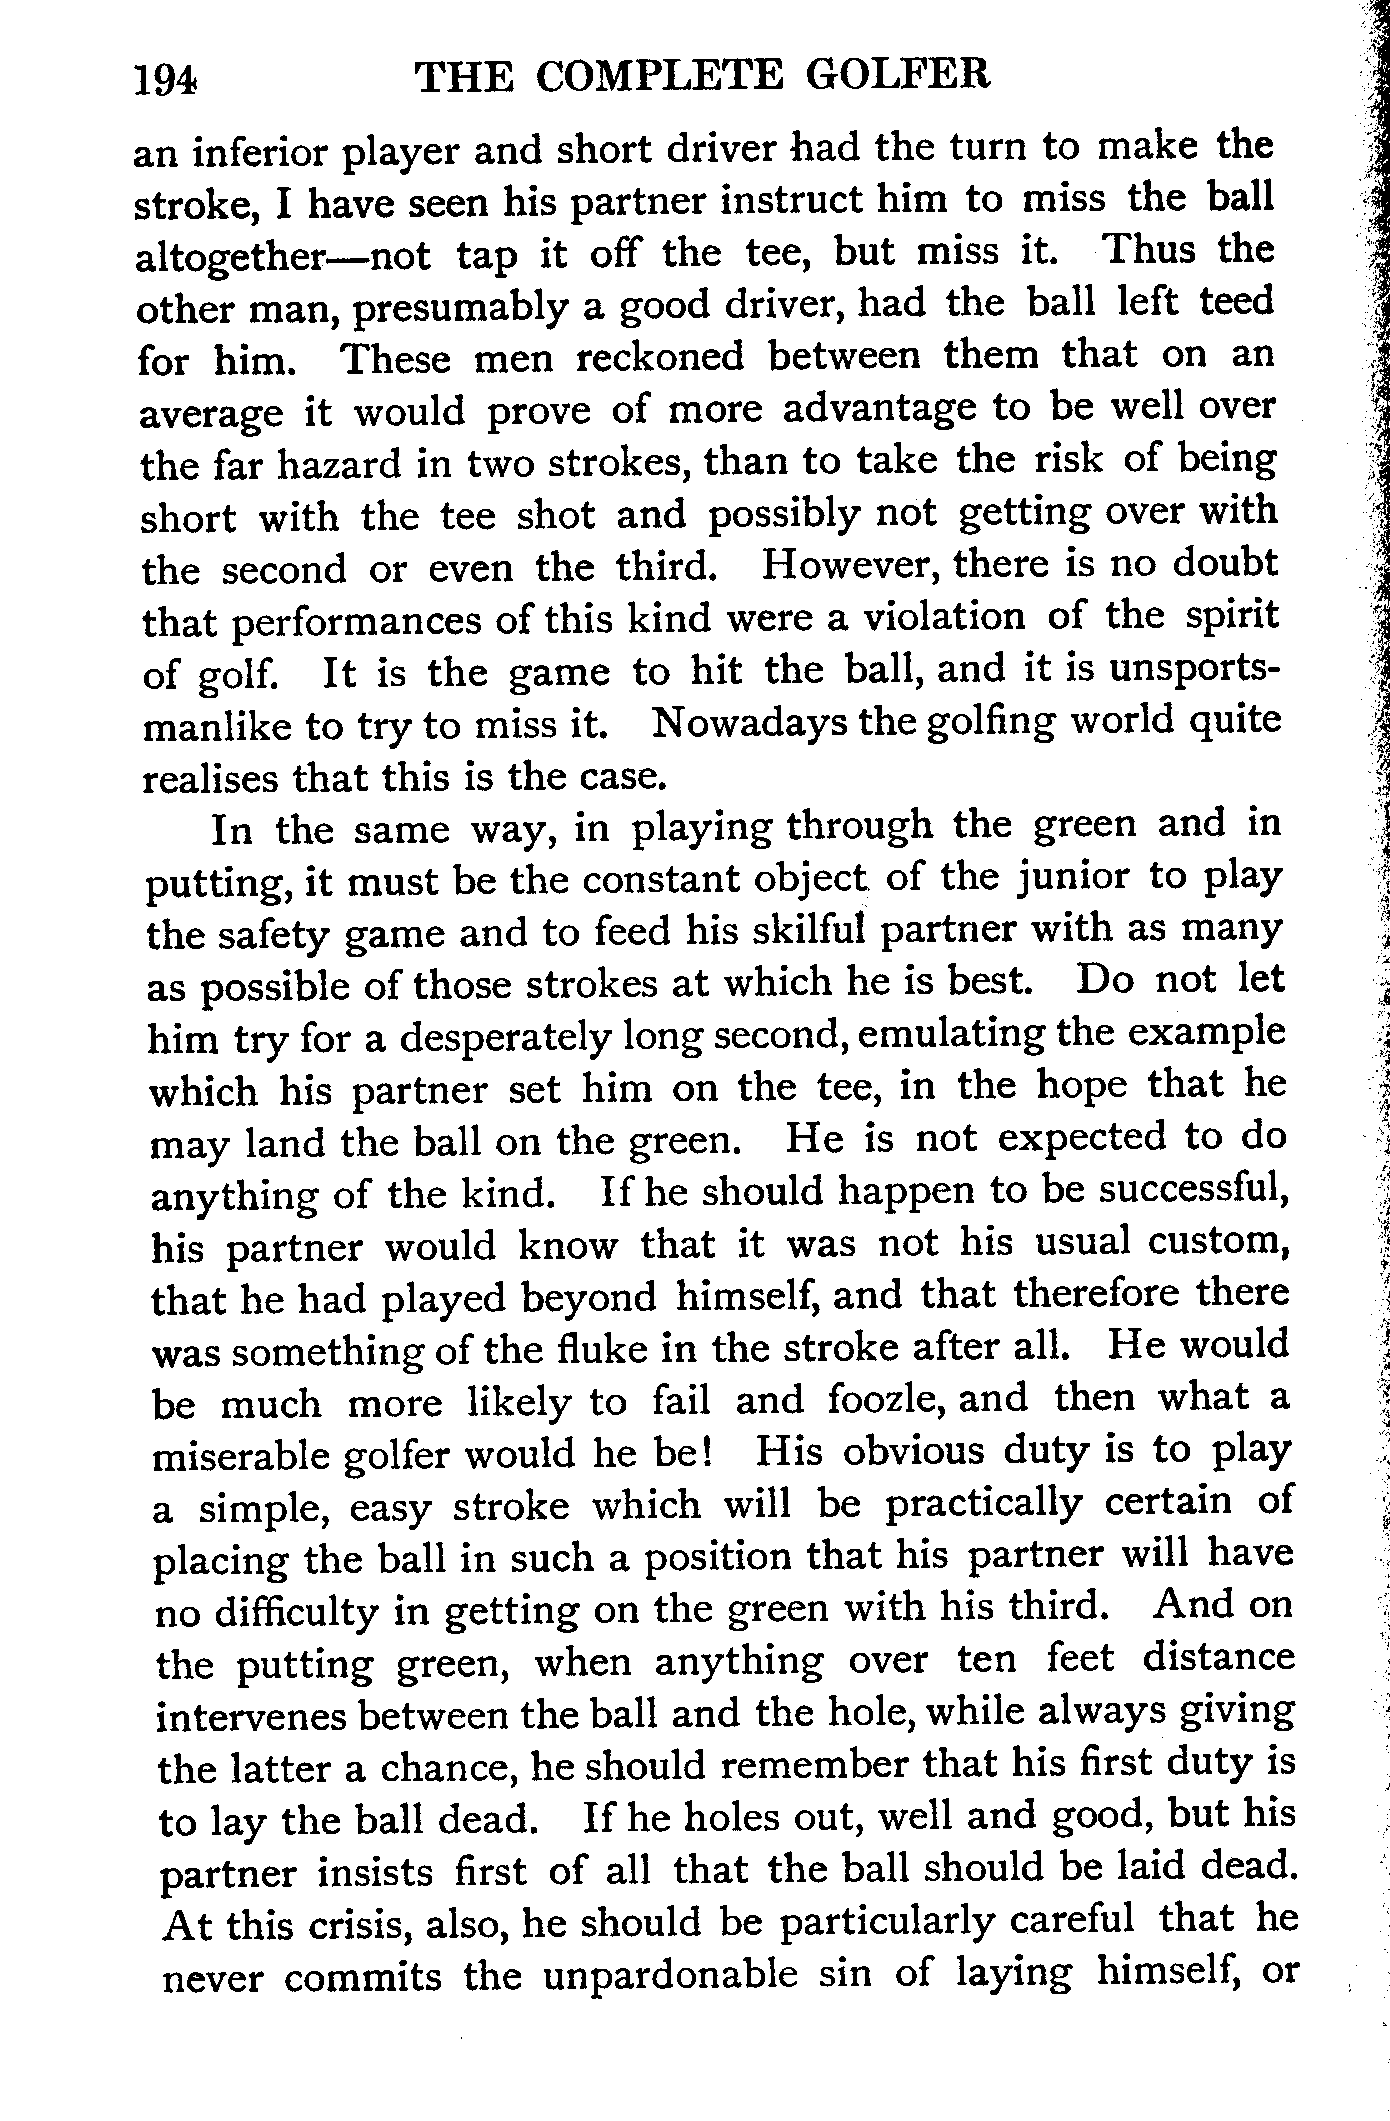 194 THE COMPLETE GOLFER
an inferior player and short driver had the turn to make the
stroke, I have seen his partner instruct him to miss the ball
altogether—not tap it off the tee, but miss it. Thus the
other man, presumably a good driver, had the ball left teed
for him. These men reckoned between them that on an
average it would prove of more advantage to be well over
the far hazard in two strokes, than to take the risk of being
short with the tee shot and possibly not getting over with
the second or even the third. However, there is no doubt
that performances of this kind were a violation of the spirit
of golf. It is the game to hit the ball, and it is unsports-
manlike to try to miss it. Nowadays the golfing world quite
realises that this is the case.
In the same way, in playing through the green and in
putting, it must be the constant object of the junior to play
the safety game and to feed his skilful partner with as many
as possible of those strokes at which he is best. Do not let
him try for a desperately long second, emulating the example
which his partner set him on the tee, in the hope that he
may land the ball on the green. He is not expected to do
anything of the kind. If he should happen to be successful,
his partner would know that it was not his usual custom,
that he had played beyond himself, and that therefore there
was something of the fluke in the stroke after all. He would
be much more likely to fail and foozle, and then what a
miserable golfer would he be! His obvious duty is to play
a simple, easy stroke which will be practically certain of
placing the ball in such a position that his partner will have
no difficulty in getting on the green with his third. And on
the putting green, when anything over ten feet distance
intervenes between the ball and the hole, while always giving
the latter a chance, he should remember that his first duty is
to lay the ball dead. If he holes out, well and good, but his
partner insists first of all that the ball should be laid dead.
At this crisis, also, he should be particularly careful that he
never commits the unpardonable sin of laying himself, or